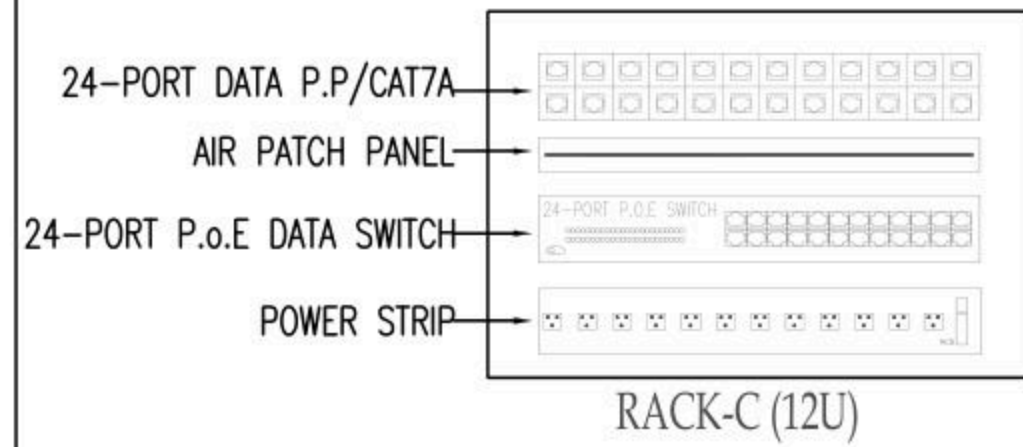 24-PORT DATA P.P/CAT7A
AIR PATCH PANEL
24-PORT P.o.E DATA SWITCH
24-PORT P.O.E SWITCH
POWER STRIP
RACK-C (12U)